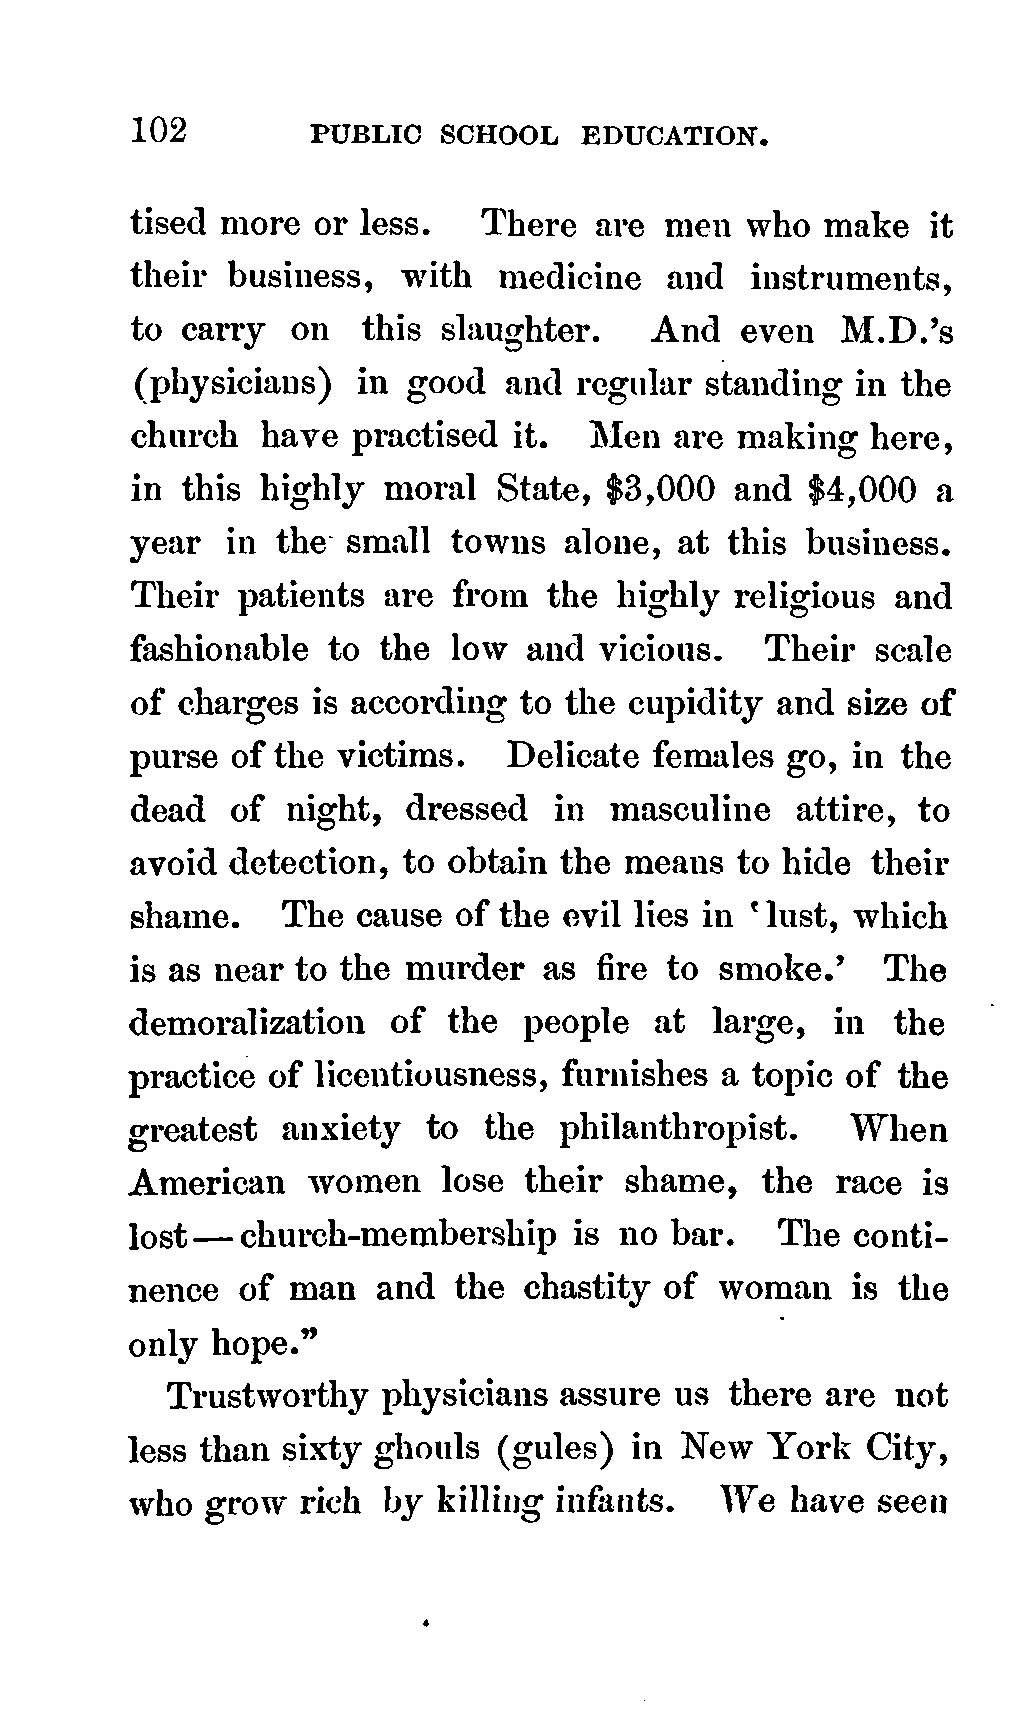 102 PUBLIC SCHOOL EDUCATION.
tised more or less. There are men who make it
their business, with medicine and instruments,
to carry on this slaughter. And even M.D.'s
(physicians) in good and regular standing in the
church have practised it. Men are making here,
in this highly moral State, $3,000 and $4,000 a
year in the small towns alone, at this business.
Their patients are from the highly religious and
fashionable to the low and vicious. Their scale
of charges is according to the cupidity and size of
purse of the victims. Delicate females go, in the
dead of night, dressed in masculine attire, to
avoid detection, to obtain the means to hide their
shame. The cause of the evil lies in 'lust, which
is as near to the murder as fire to smoke.' The
demoralization of the people at large, in the
practice of licentiousness, furnishes a topic of the
greatest anxiety to the philanthropist. When
American women lose their shame, the race is
lost — church-membership is no bar. The conti-
nence of man and the chastity of woman is the
only hope."
Trustworthy physicians assure us there are not
less than sixty ghouls (gules) in New York City,
who grow rich by killing infants. We have seen